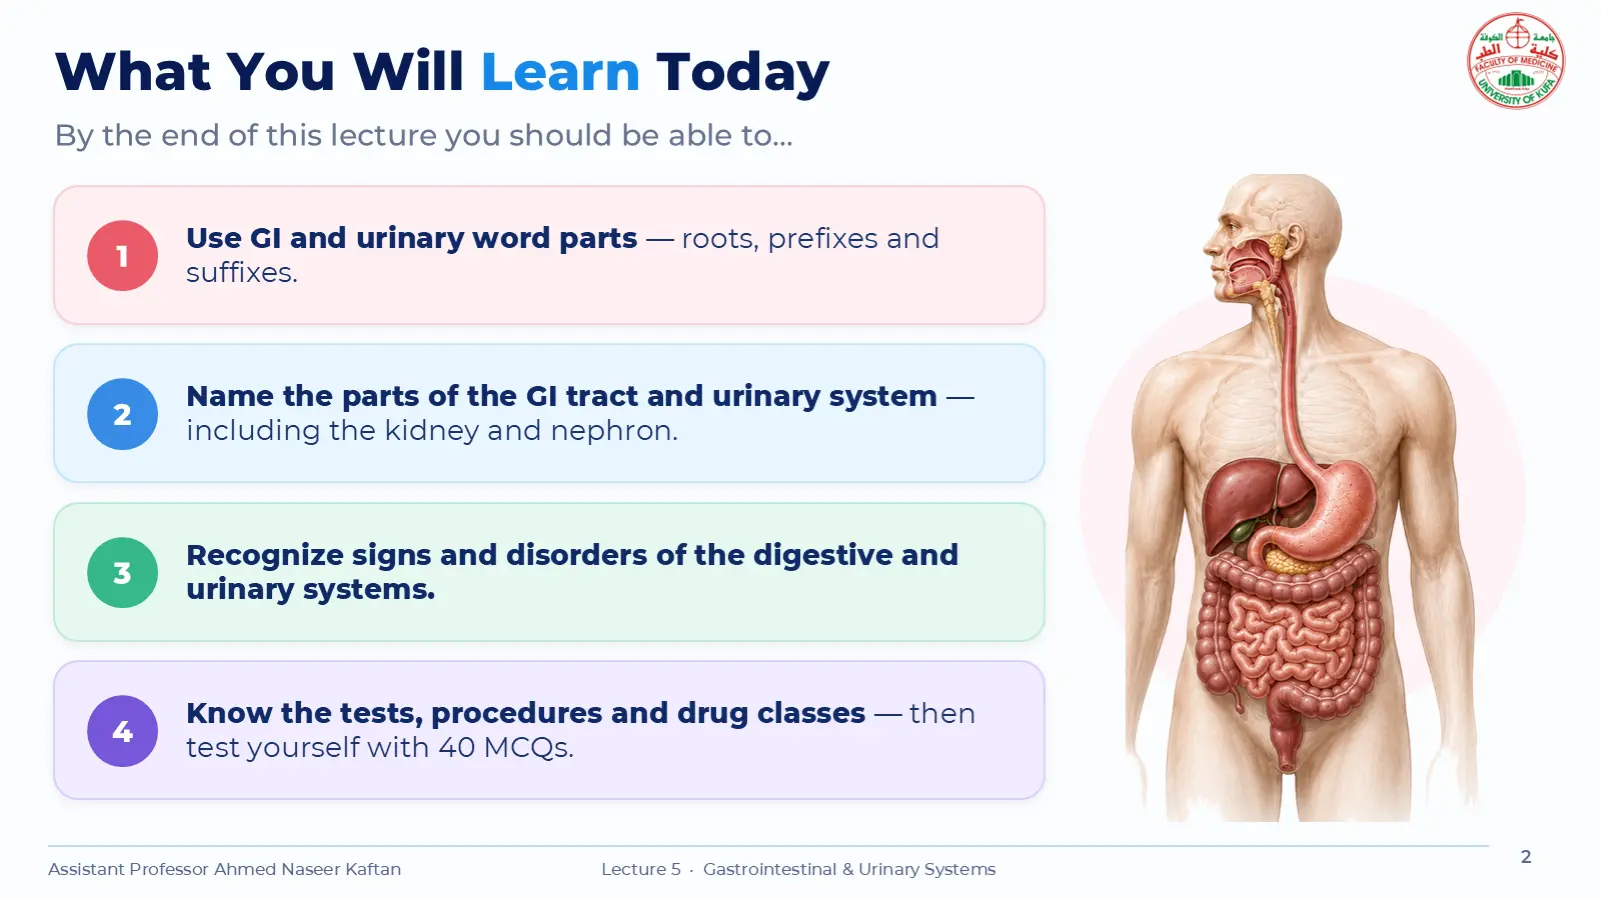 What You Will Learn Today
By the end of this lecture you should be able to...
1
Use GI and urinary word parts — roots, prefixes and
suffixes.
2
Name the parts of the GI tract and urinary system —
including the kidney and nephron.
3
Recognize signs and disorders of the digestive and
urinary systems.
4
Know the tests, procedures and drug classes — then
test yourself with 40 MCQs.
جامعة الكوفة
كلية الطب
FACULTY OF MEDICINE
UNIVERSITY OF KUFA
Assistant Professor Ahmed Naseer Kaftan
Lecture 5 · Gastrointestinal & Urinary Systems
2